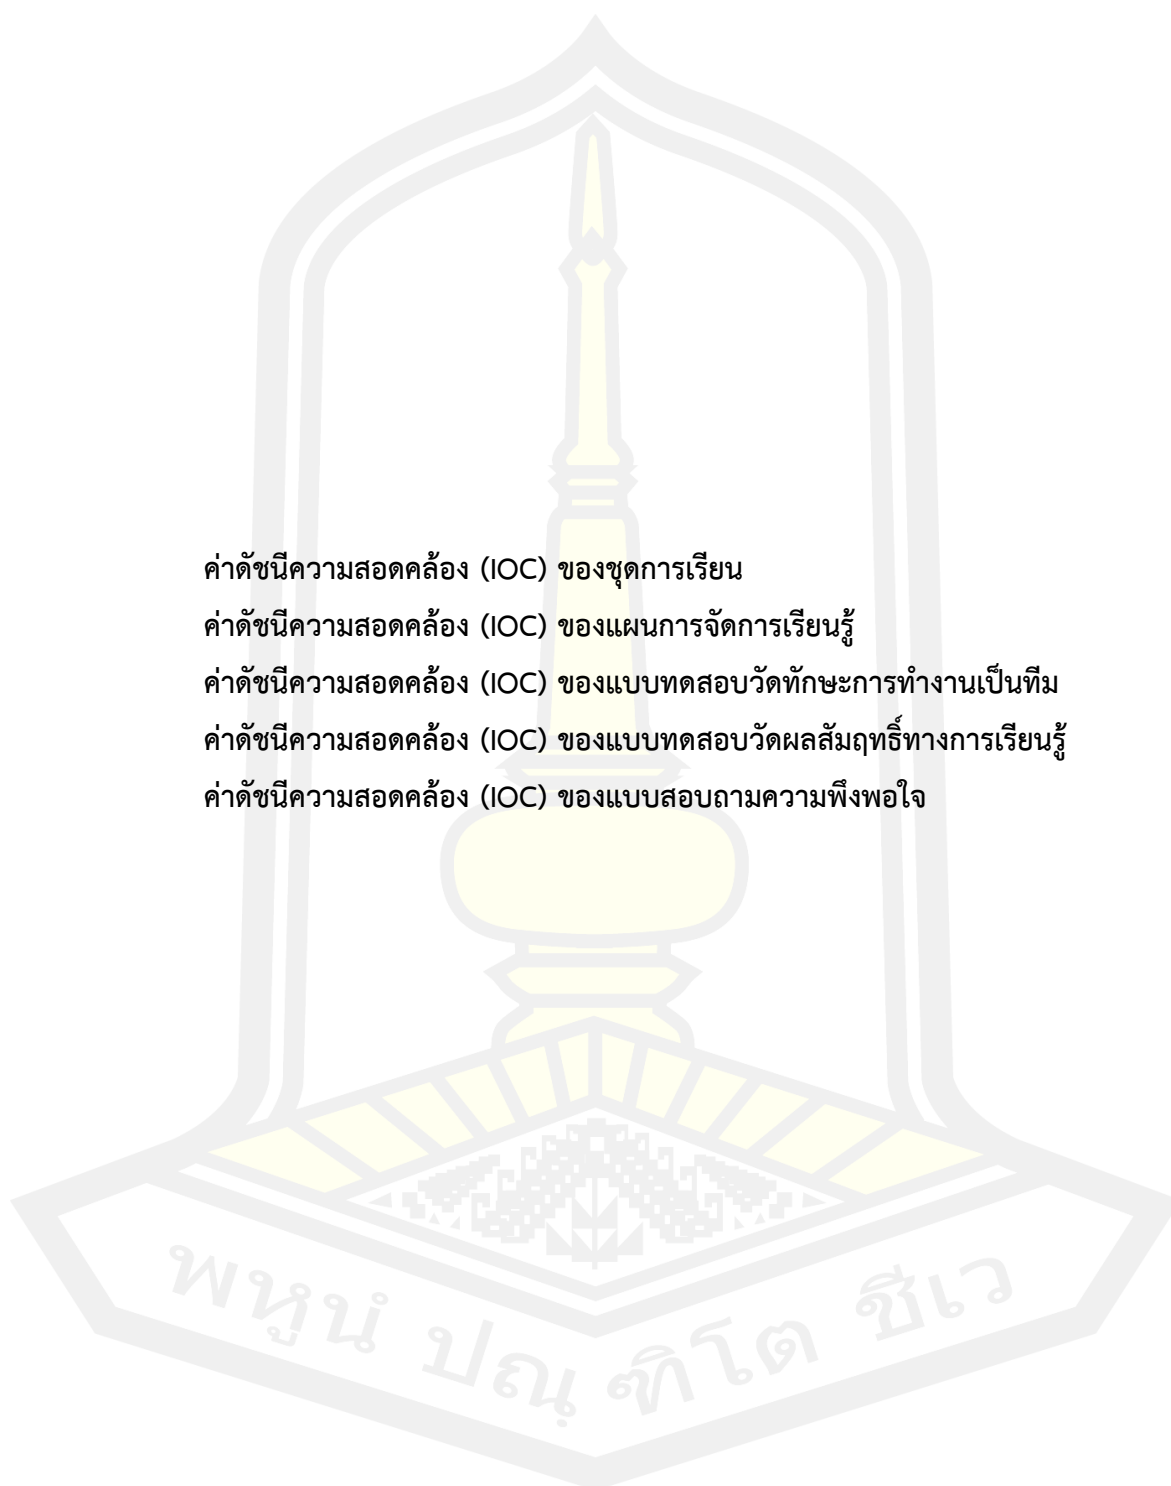 ค่าดัชนีความสอดคล้อง (IOC) ของชุดการเรียน
ค่าดัชนีความสอดคล้อง (IOC) ของแผนการจัดการเรียนรู้
ค่าดัชนีความสอดคล้อง (IOC) ของแบบทดสอบวัดทักษะการทำงานเป็นทีม
ค่าดัชนีความสอดคล้อง (IOC) ของแบบทดสอบวัดผลสัมฤทธิ์ทางการเรียนรู้
ค่าดัชนีความสอดคล้อง (IOC) ของแบบสอบถามความพึงพอใจ
พหูนํ ปณฺ ฑิโต ชีเว